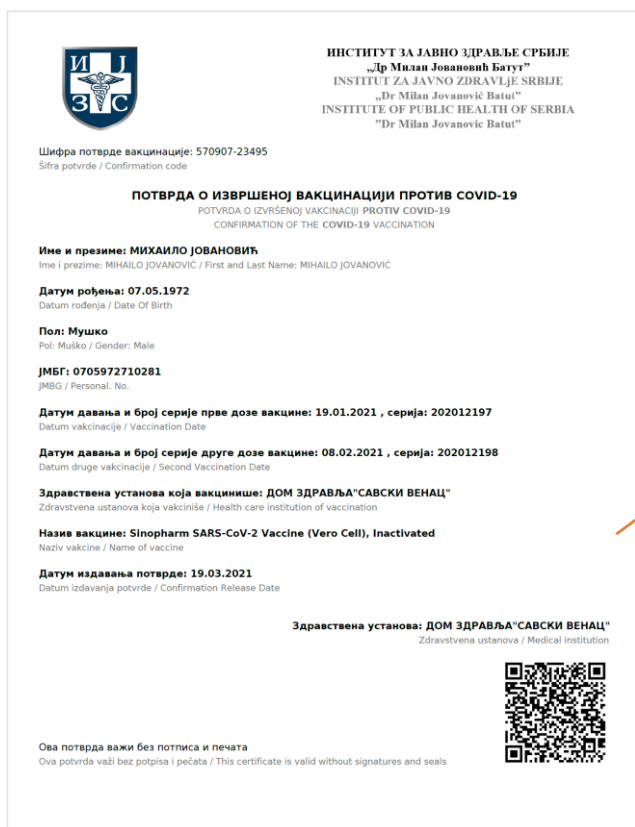 И Ј
З С
ИНСТИТУТ ЗА ЈАВНО ЗДРАВЉЕ СРБИЈЕ
„Др Милан Јовановић Батут”
INSTITUT ZA JAVNO ZDRAVLjE SRBIJE
„Dr Milan Jovanović Batut”
INSTITUTE OF PUBLIC HEALTH OF SERBIA
"Dr Milan Jovanovic Batut"
Шифра потврде вакцинације: 570907-23495
Šifra potvrde / Confirmation code
ПОТВРДА О ИЗВРШЕНОЈ ВАКЦИНАЦИЈИ ПРОТИВ COVID-19
POTVRDA O IZVRŠENOJ VAKCINACIJI PROTIV COVID-19
CONFIRMATION OF THE COVID-19 VACCINATION
Име и презиме: МИХАИЛО ЈОВАНОВИЋ
Ime i prezime: MIHAILO JOVANOVIĆ / First and Last Name: MIHAILO JOVANOVIĆ
Датум рођења: 07.05.1972
Datum rođenja / Date Of Birth
Пол: Мушко
Pol: Muško / Gender: Male
ЈМБГ: 0705972710281
JMBG / Personal. No.
Датум давања и број серије прве дозе вакцине: 19.01.2021 , серија: 202012197
Datum vakcinacije / Vaccination Date
Датум давања и број серије друге дозе вакцине: 08.02.2021 , серија: 202012198
Datum druge vakcinacije / Second Vaccination Date
Здравствена установа која вакцинише: ДОМ ЗДРАВЉА"САВСКИ ВЕНАЦ"
Zdravstvena ustanova koja vakciniše / Health care institution of vaccination
Назив вакцине: Sinopharm SARS-CoV-2 Vaccine (Vero Cell), Inactivated
Naziv vakcine / Name of vaccine
Датум издавања потврде: 19.03.2021
Datum izdavanja potvrde / Confirmation Release Date
Здравствена установа: ДОМ ЗДРАВЉА"САВСКИ ВЕНАЦ"
Zdravstvena ustanova / Medical institution
Ова потврда важи без потписа и печата
Ova potvrda važi bez potpisa i pečata / This certificate is valid without signatures and seals